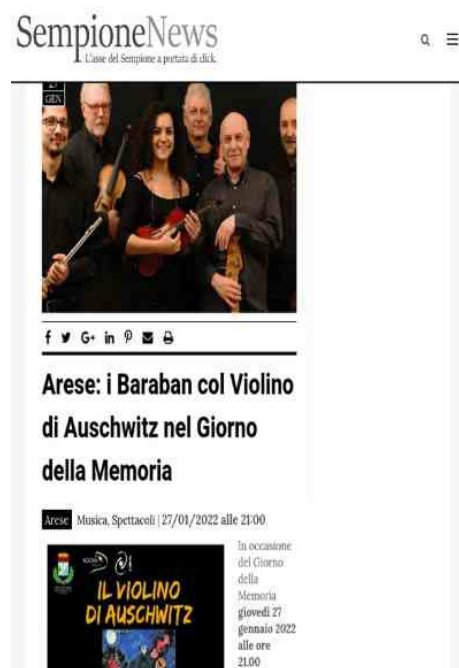 SempioneNews
L'asse del Sempione a portata di click.
GEN
Arese: i Baraban col Violino
di Auschwitz nel Giorno
della Memoria
Arese Musica, Spettacoli | 27/01/2022 alle 21:00
IL VIOLINO
DI AUSCHWITZ
In occasione
del Giorno
della
Memoria
giovedì 27
gennaio 2022
alle ore
21.00